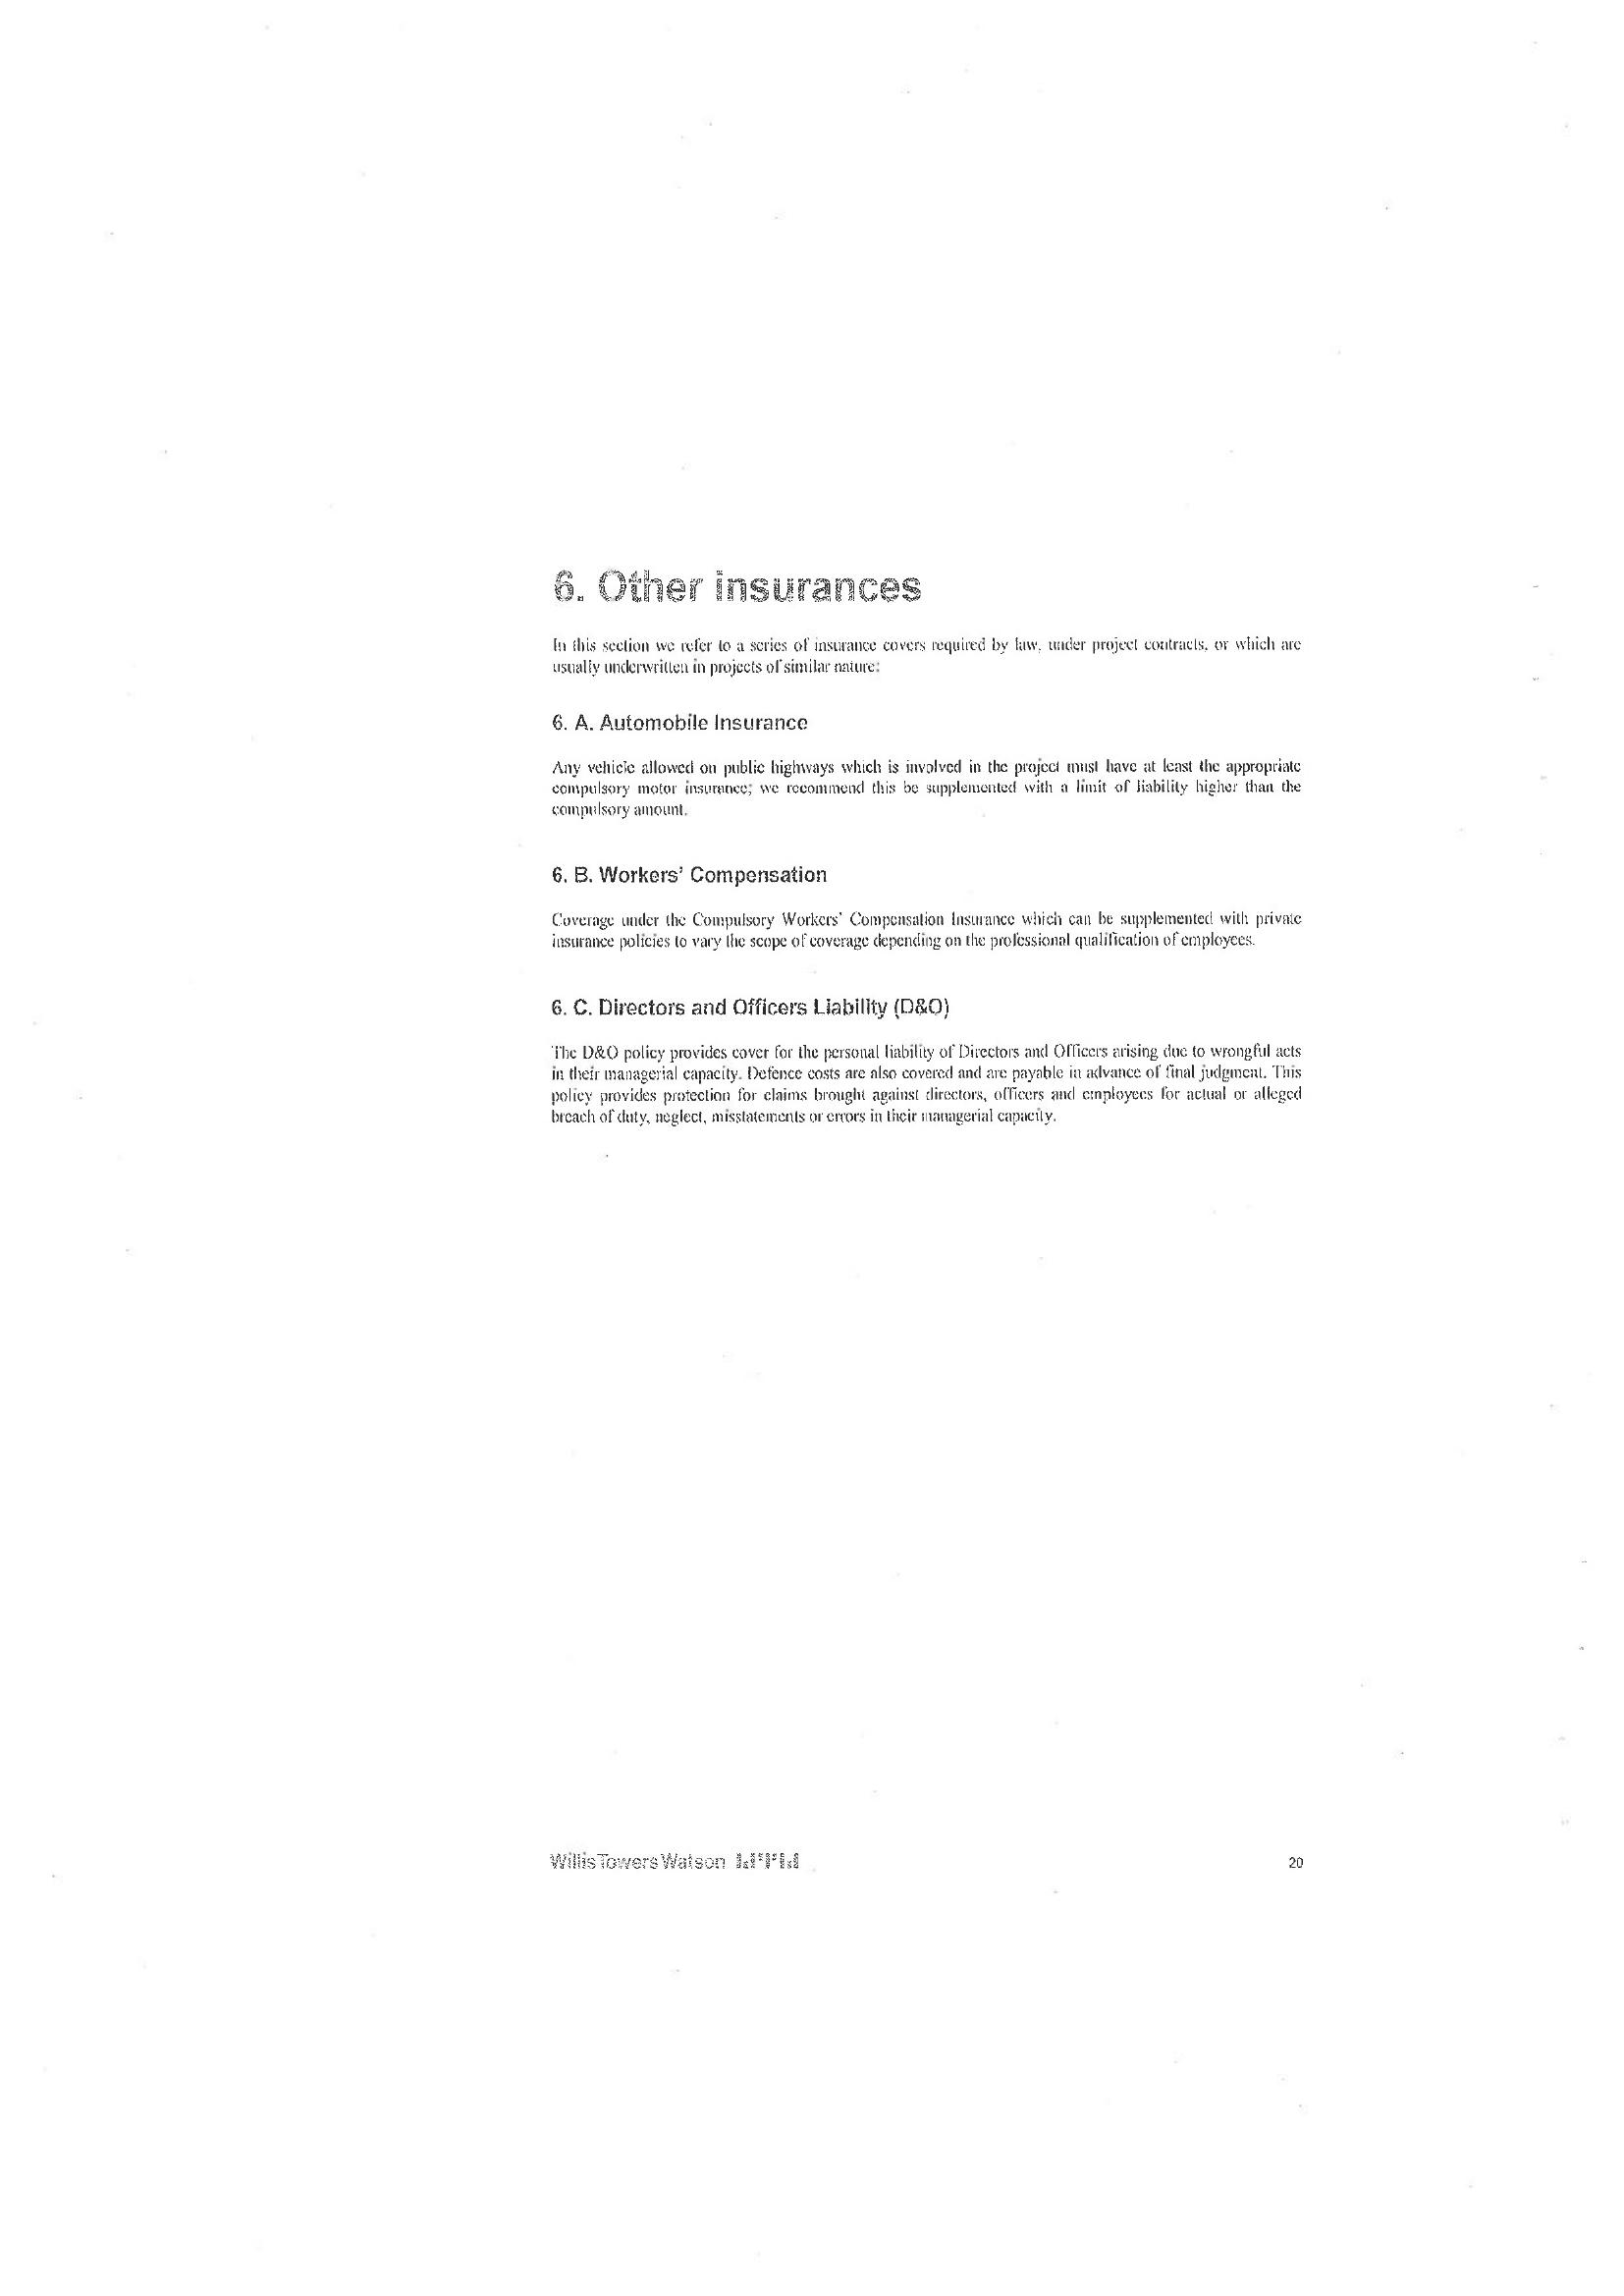 6. Other insurances
In this section we refer to a series of insurance covers required by law, under project contracts, or which are
usually underwritten in projects of similar nature:
6. A. Automobile Insurance
Any vehicle allowed on public highways which is involved in the project must have at least the appropriate
compulsory motor insurance; we recommend this be supplemented with a limit of liability higher than the
compulsory amount.
6. B. Workers' Compensation
Coverage under the Compulsory Workers' Compensation Insurance which can be supplemented with private
insurance policies to vary the scope of coverage depending on the professional qualification of employees.
6. C. Directors and Officers Liability (D&O)
The D&O policy provides cover for the personal liability of Directors and Officers arising due to wrongful acts
in their managerial capacity. Defence costs are also covered and are payable in advance of final judgment. This
policy provides protection for claims brought against directors, officers and employees for actual or alleged
breach of duty, neglect, misstatements or errors in their managerial capacity.
Willis Towers Watson
20